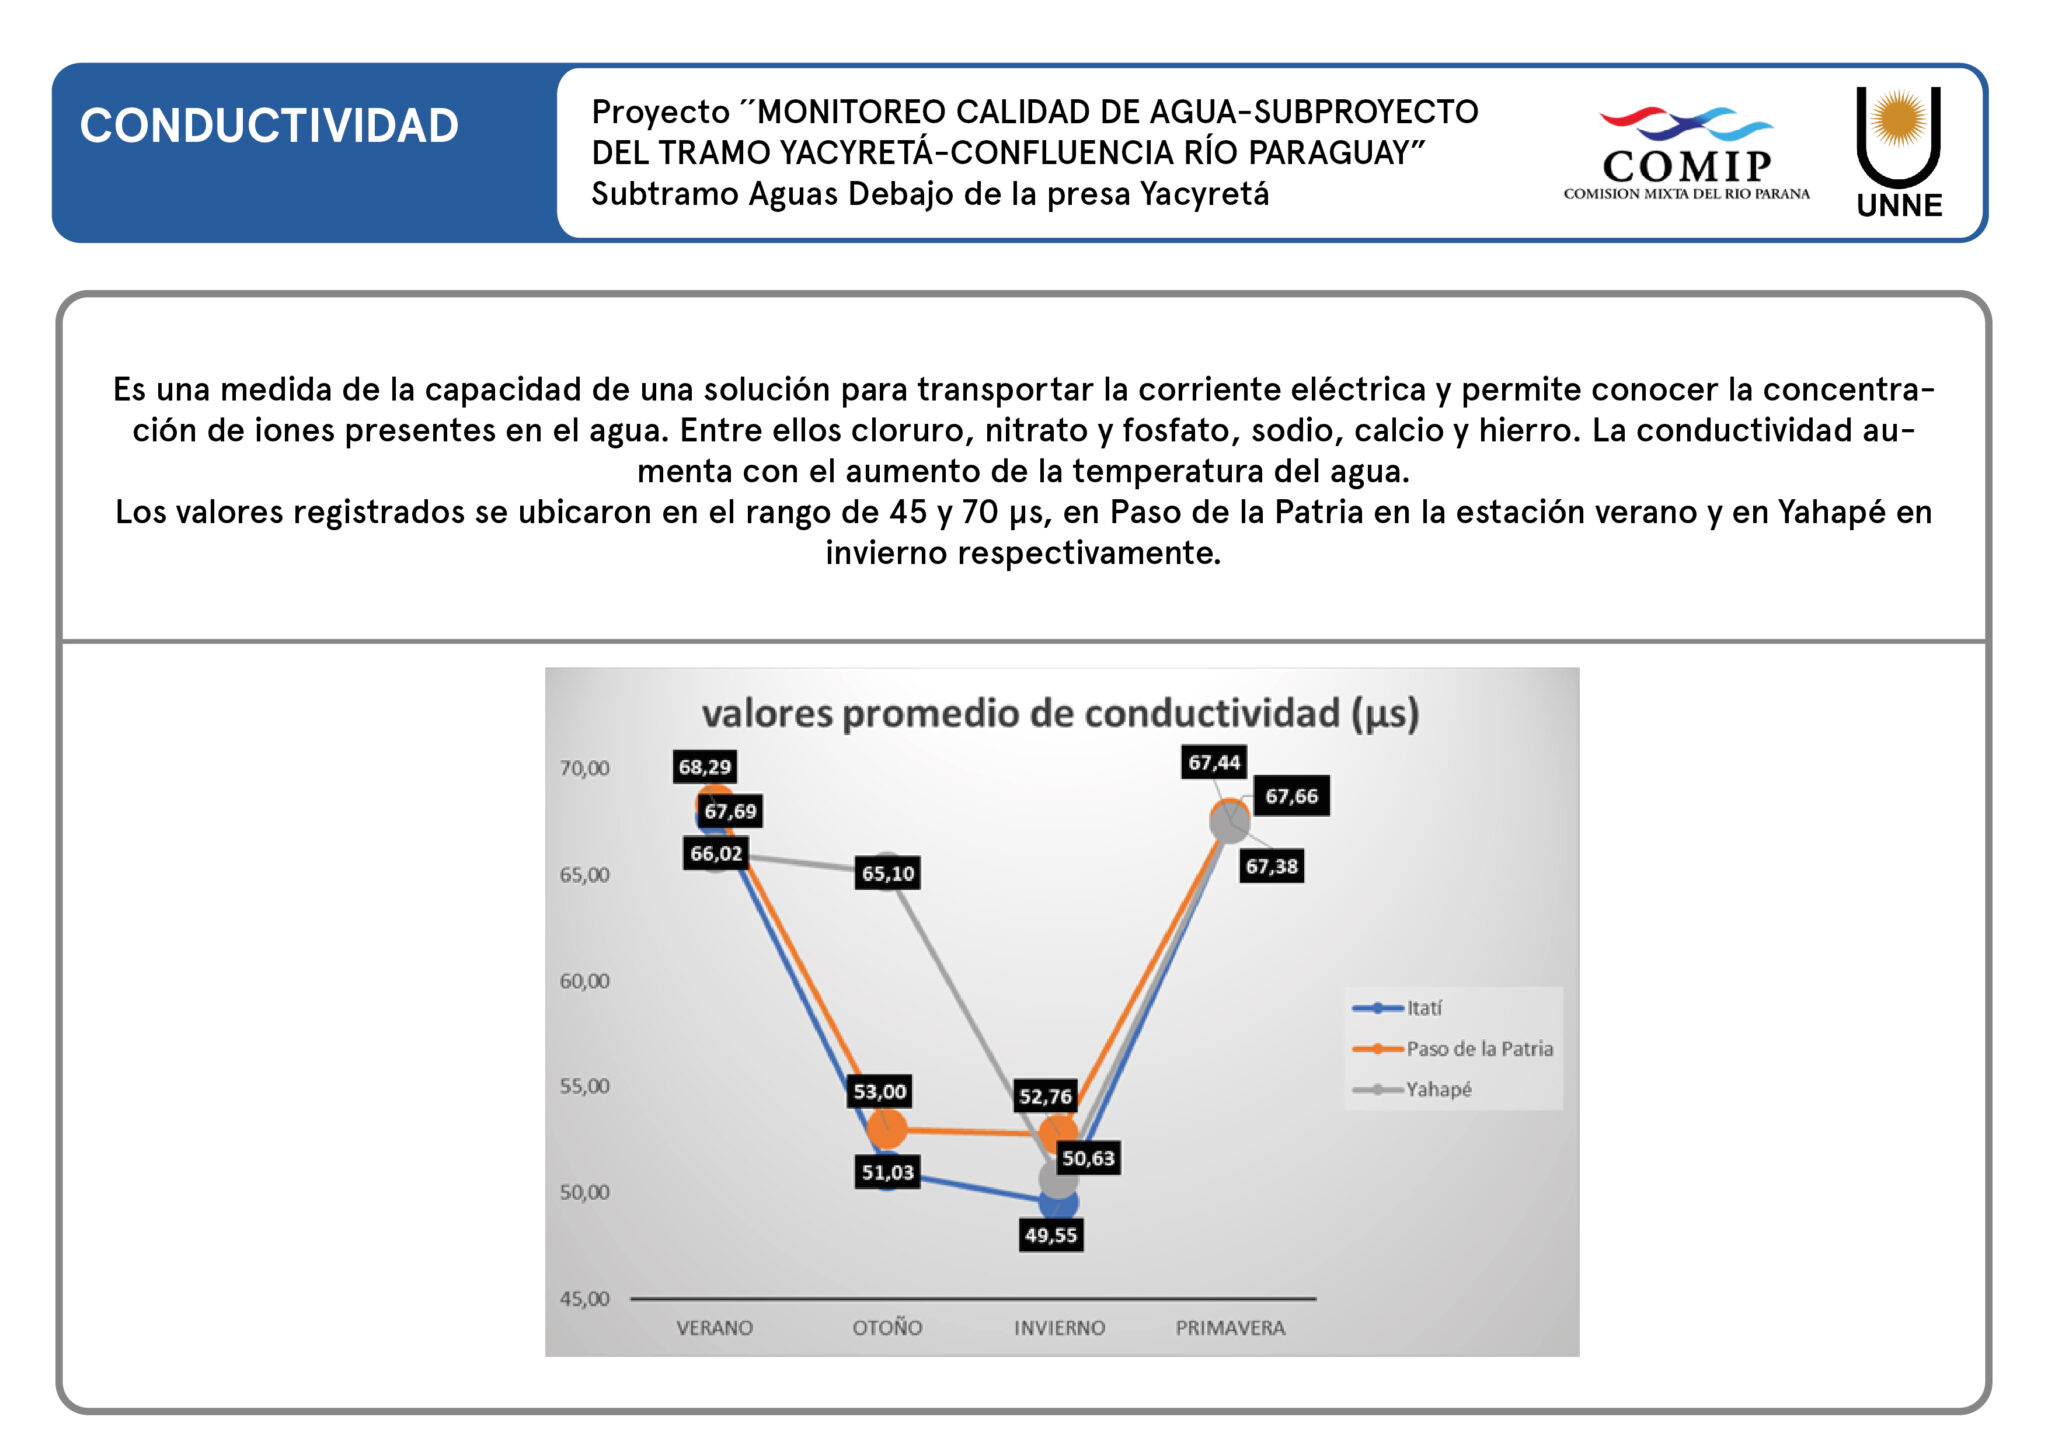 CONDUCTIVIDAD
Proyecto ´´MONITOREO CALIDAD DE AGUA-SUBPROYECTO
DEL TRAMO YACYRETÁ-CONFLUENCIA RÍO PARAGUAY”
Subtramo Aguas Debajo de la presa Yacyretá
COMIP
COMISION MIXTA DEL RIO PARANA
UNNE
Es una medida de la capacidad de una solución para transportar la corriente eléctrica y permite conocer la concentra-
ción de iones presentes en el agua. Entre ellos cloruro, nitrato y fosfato, sodio, calcio y hierro. La conductividad au-
menta con el aumento de la temperatura del agua.
Los valores registrados se ubicaron en el rango de 45 y 70 µs, en Paso de la Patria en la estación verano y en Yahapé en
invierno respectivamente.
valores promedio de conductividad (µs)
70,00
65,00
60,00
55,00
50,00
45,00
68,29
67,69
66,02
65,10
53,00
51,03
52,76
50,63
49,55
67,44
67,66
67,38
VERANO
OTOÑO
INVIERNO
PRIMAVERA
Itatí
Paso de la Patria
Yahapé